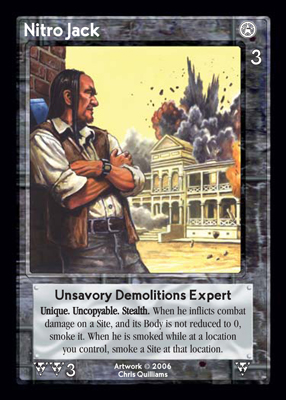 Nitro Jack
3
Unsavory Demolitions Expert
Unique. Uncopyable. Stealth. When he inflicts combat
damage on a Site, and its Body is not reduced to 0,
smoke it. When he is smoked while at a location
you control, smoke a Site at that location.
3
Artwork © 2006
Chris Quilliams